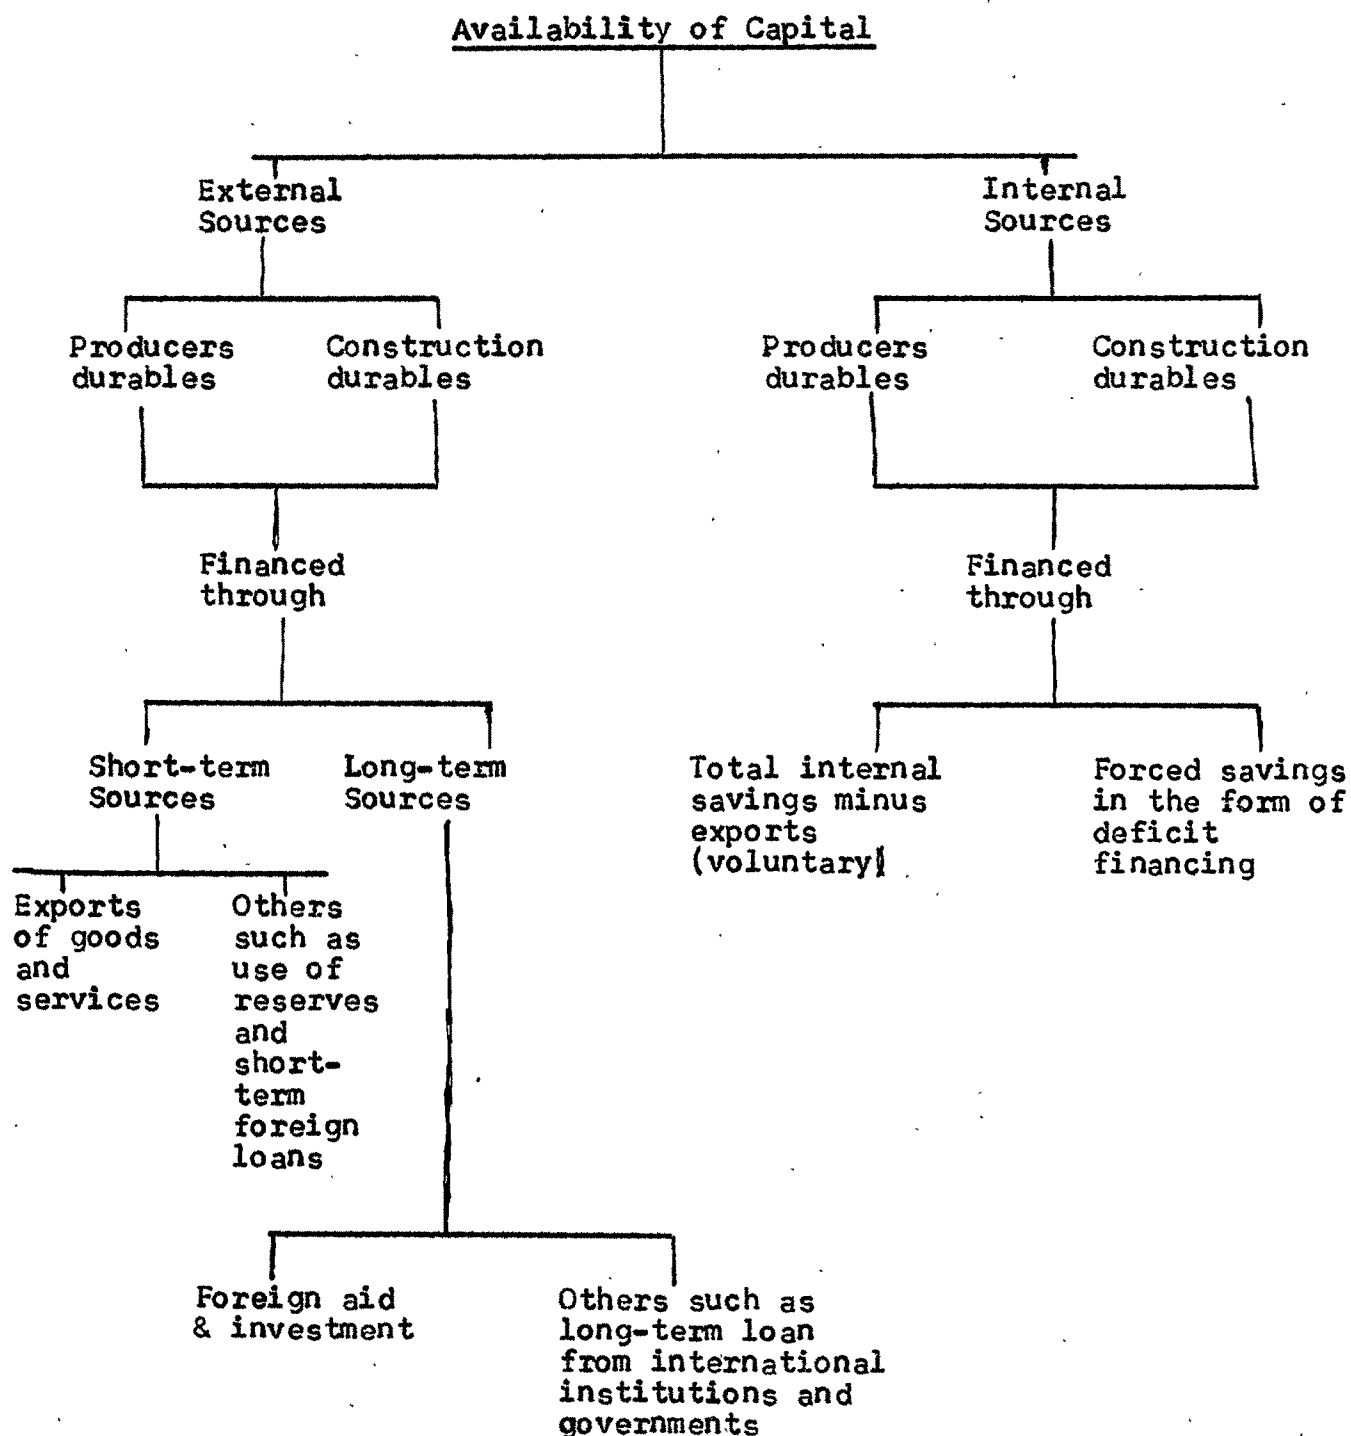 Availability of Capital
External
Sources
Internal
Sources
Producers
durables
Construction
durables
Producers
durables
Construction
durables
Financed
through
Financed
through
Short-term
Sources
Long-term
Sources
Total internal
savings minus
exports
(voluntary)
Forced savings
in the form of
deficit
financing
Exports
of goods
and
services
Others
such as
use of
reserves
and
short-
term
foreign
loans
Foreign aid
& investment
Others such as
long-term loan
from international
institutions and
governments